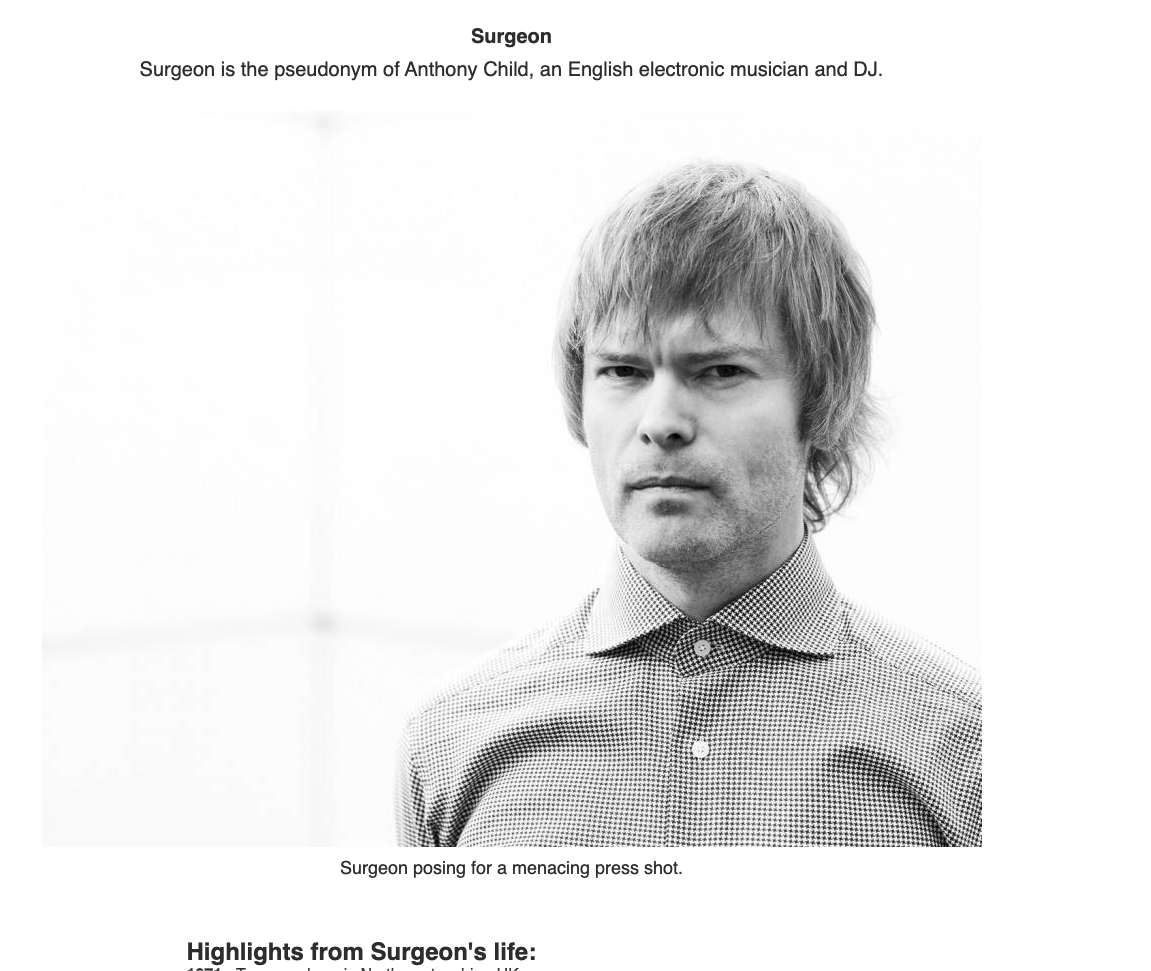 Surgeon
Surgeon is the pseudonym of Anthony Child, an English electronic musician and DJ.
Surgeon posing for a menacing press shot.
Highlights from Surgeon's life: